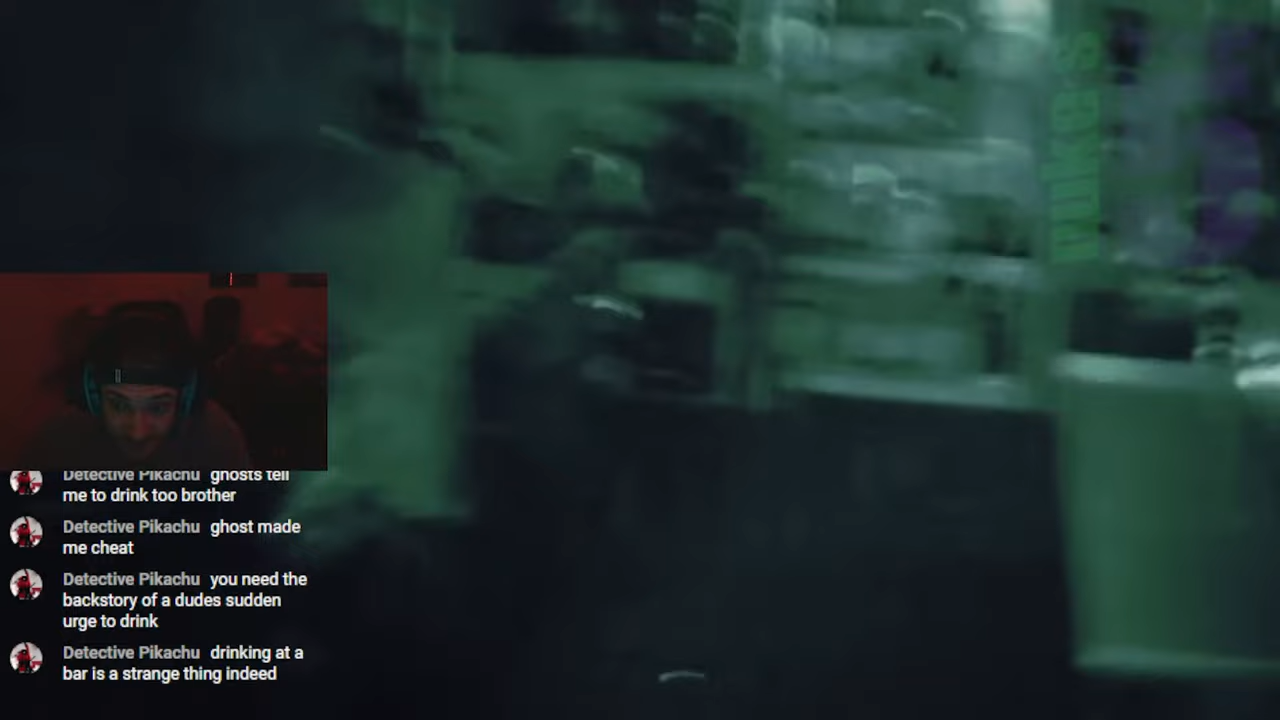 Detective Pikachu ghosts tell
me to drink too brother
Detective Pikachu ghost made
me cheat
Detective Pikachu you need the
backstory of a dudes sudden
urge to drink
Detective Pikachu drinking at a
bar is a strange thing indeed